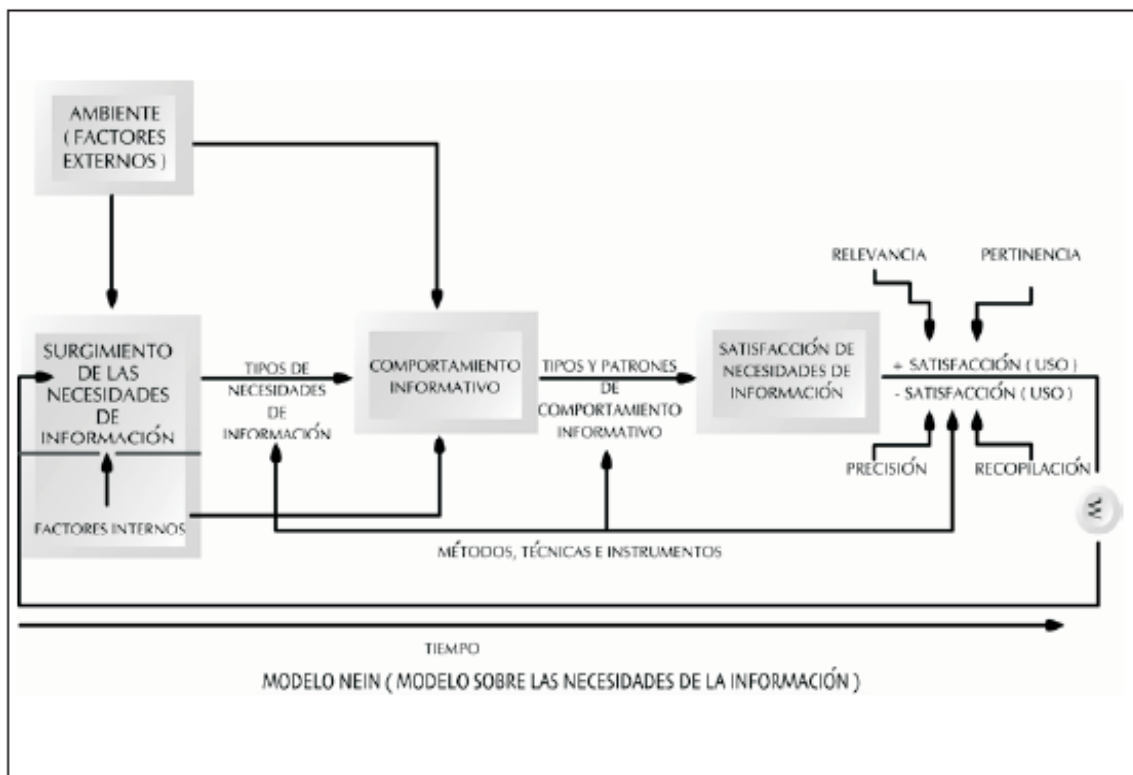 AMBIENTE
( FACTORES
EXTERNOS )
RELEVANCIA
PERTINENCIA
SURGIMIENTO
DE LAS
NECESIDADES
DE
INFORMACIÓN
FACTORES INTERNOS
TIPOS DE
NECESIDADES
DE
INFORMACIÓN
COMPORTAMIENTO
INFORMATIVO
TIPOS Y PATRONES
DE
COMPORTAMIENTO
INFORMATIVO
SATISFACCIÓN DE
NECESIDADES DE
INFORMACIÓN
+ SATISFACCIÓN ( USO )
- SATISFACCIÓN ( USO )
PRECISIÓN
RECOPILACIÓN
W
MÉTODOS, TÉCNICAS E INSTRUMENTOS
TIEMPO
MODELO NEIN ( MODELO SOBRE LAS NECESIDADES DE LA INFORMACIÓN )